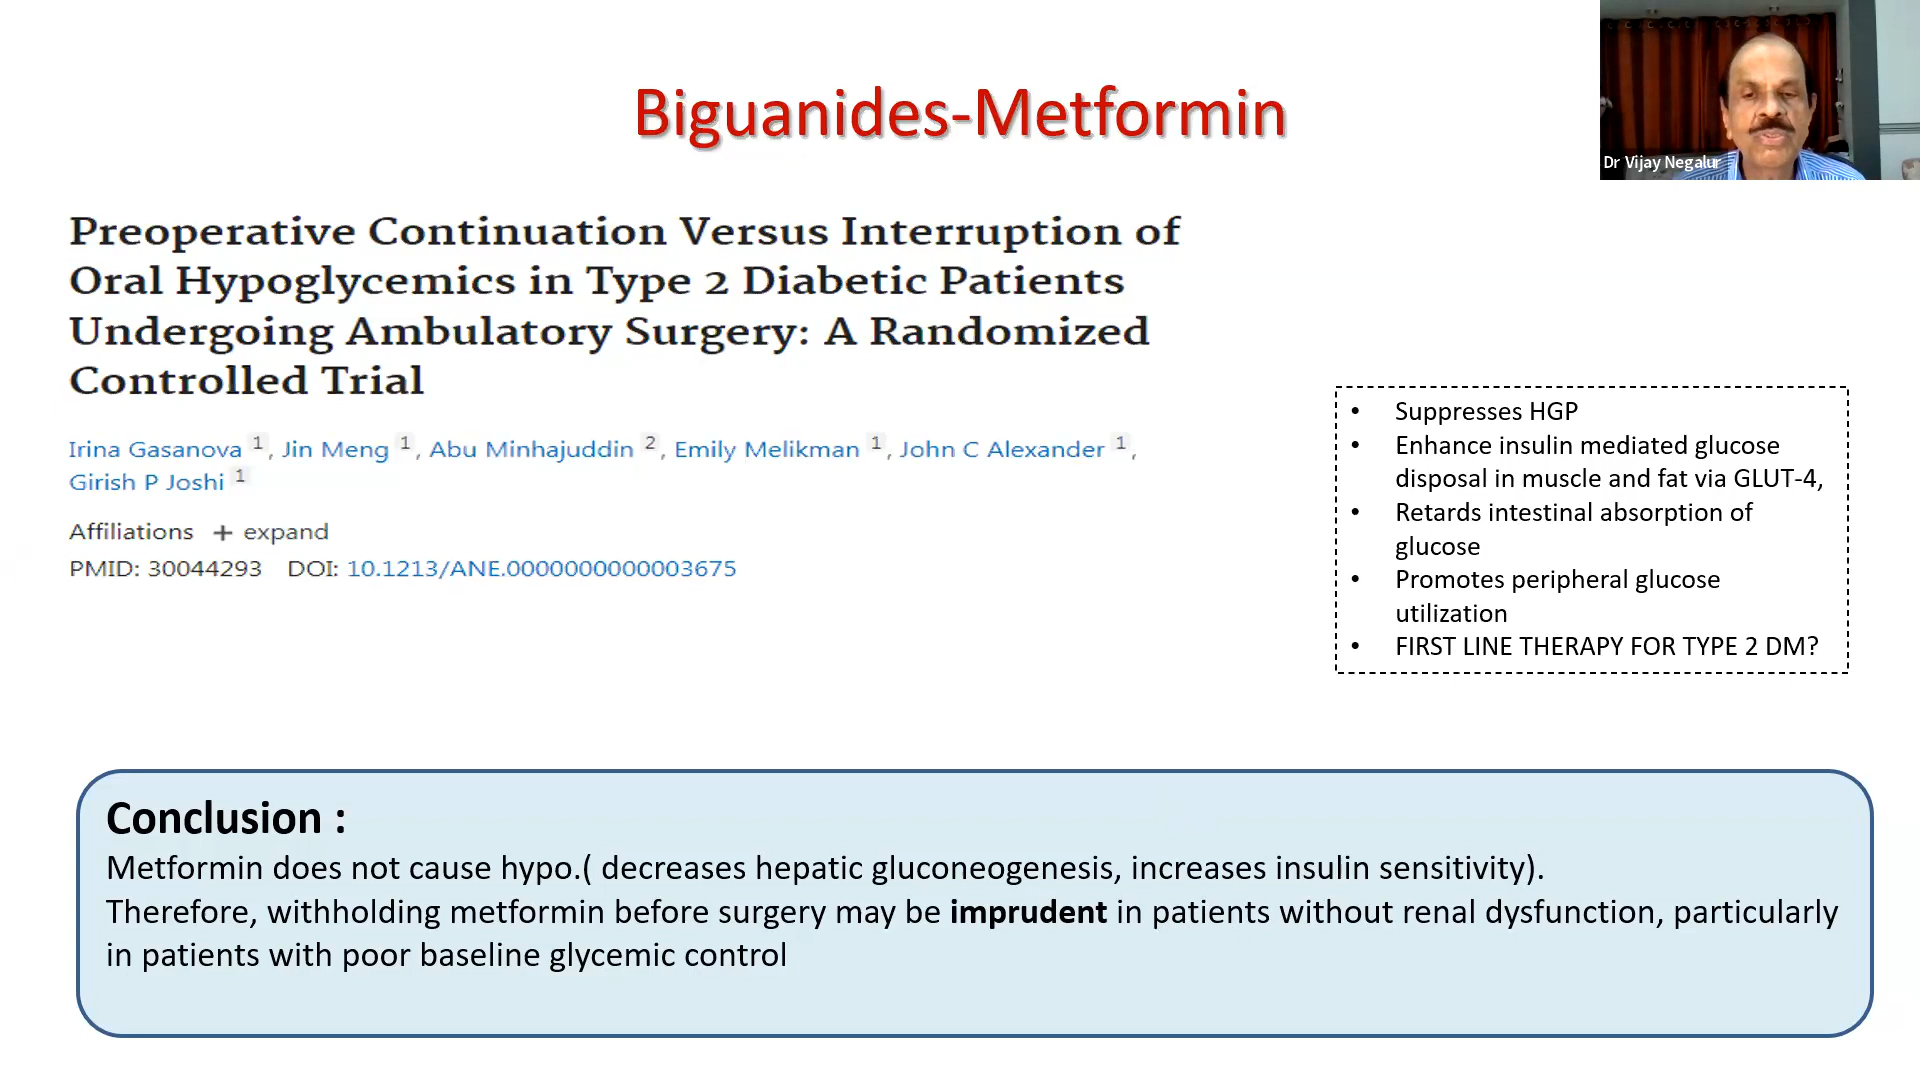 Biguanides-Metformin
Dr Vijay Negalur
Preoperative Continuation Versus Interruption of
Oral Hypoglycemics in Type 2 Diabetic Patients
Undergoing Ambulatory Surgery: A Randomized
Controlled Trial
Irina Gasanova 1, Jin Meng 1, Abu Minhajuddin 2, Emily Melikman 1, John C Alexander 1,
Girish P Joshi 1
Affiliations + expand
PMID: 30044293 DOI: 10.1213/ANE.0000000000003675
• Suppresses HGP
• Enhance insulin mediated glucose
disposal in muscle and fat via GLUT-4,
• Retards intestinal absorption of
glucose
• Promotes peripheral glucose
utilization
• FIRST LINE THERAPY FOR TYPE 2 DM?
Conclusion :
Metformin does not cause hypo.( decreases hepatic gluconeogenesis, increases insulin sensitivity).
Therefore, withholding metformin before surgery may be imprudent in patients without renal dysfunction, particularly
in patients with poor baseline glycemic control